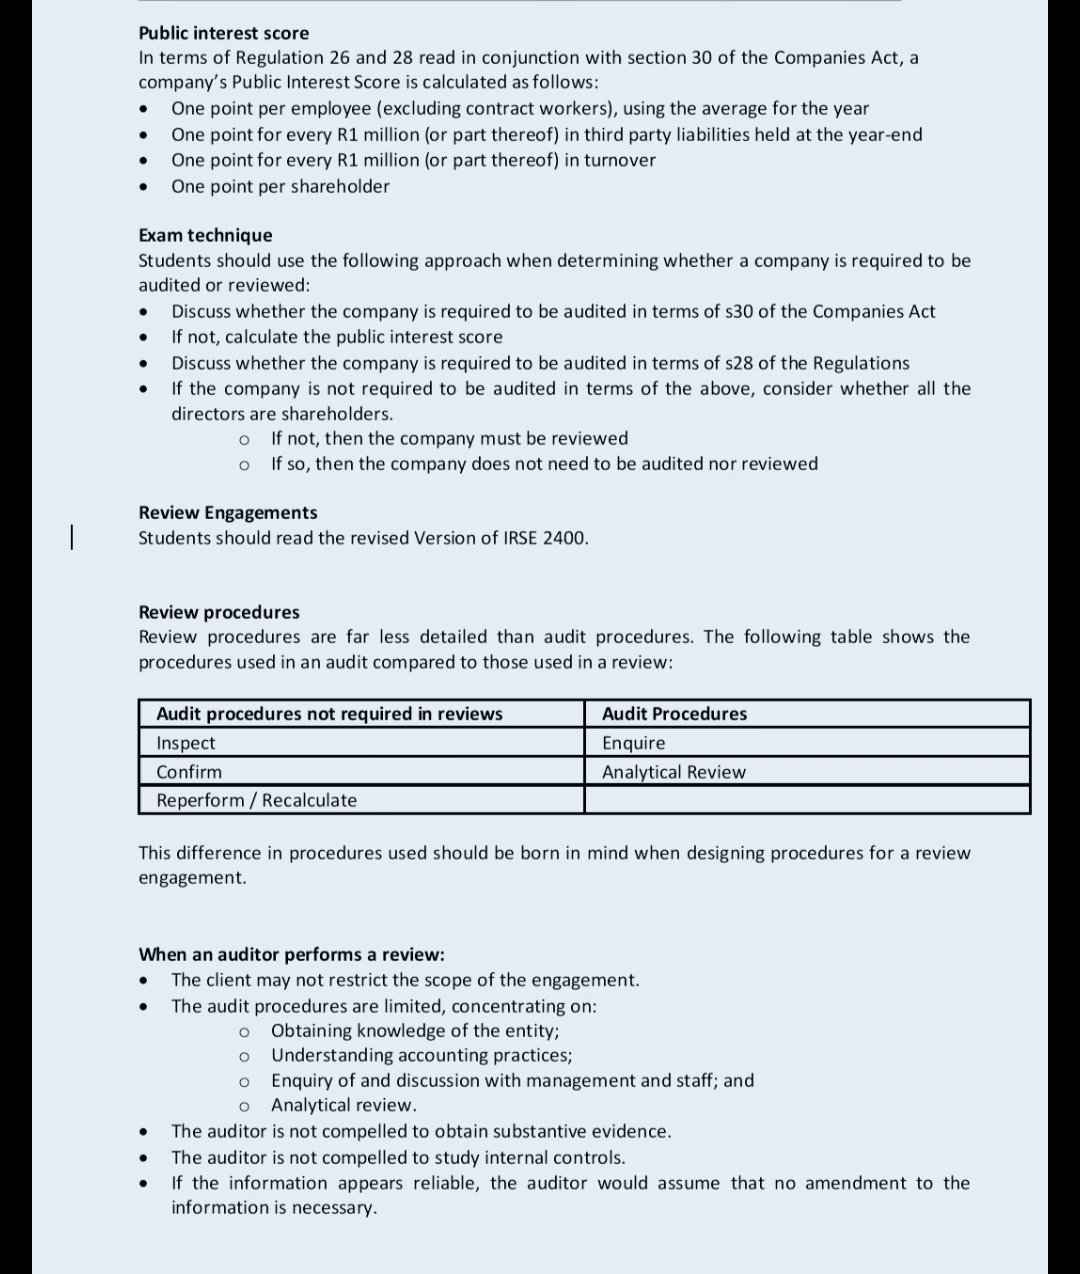 Public interest score
In terms of Regulation 26 and 28 read in conjunction with section 30 of the Companies Act, a
company's Public Interest Score is calculated as follows:
• One point per employee (excluding contract workers), using the average for the year
• One point for every R1 million (or part thereof) in third party liabilities held at the year-end
• One point for every R1 million (or part thereof) in turnover
• One point per shareholder
Exam technique
Students should use the following approach when determining whether a company is required to be
audited or reviewed:
• Discuss whether the company is required to be audited in terms of s30 of the Companies Act
• If not, calculate the public interest score
• Discuss whether the company is required to be audited in terms of s28 of the Regulations
• If the company is not required to be audited in terms of the above, consider whether all the
directors are shareholders.
o If not, then the company must be reviewed
o If so, then the company does not need to be audited nor reviewed
Review Engagements
Students should read the revised Version of IRSE 2400.
Review procedures
Review procedures are far less detailed than audit procedures. The following table shows the
procedures used in an audit compared to those used in a review:
Audit procedures not required in reviews Audit Procedures
Inspect Enquire
Confirm Analytical Review
Reperform / Recalculate
This difference in procedures used should be born in mind when designing procedures for a review
engagement.
When an auditor performs a review:
• The client may not restrict the scope of the engagement.
• The audit procedures are limited, concentrating on:
o Obtaining knowledge of the entity;
o Understanding accounting practices;
o Enquiry of and discussion with management and staff; and
o Analytical review.
• The auditor is not compelled to obtain substantive evidence.
• The auditor is not compelled to study internal controls.
• If the information appears reliable, the auditor would assume that no amendment to the
information is necessary.